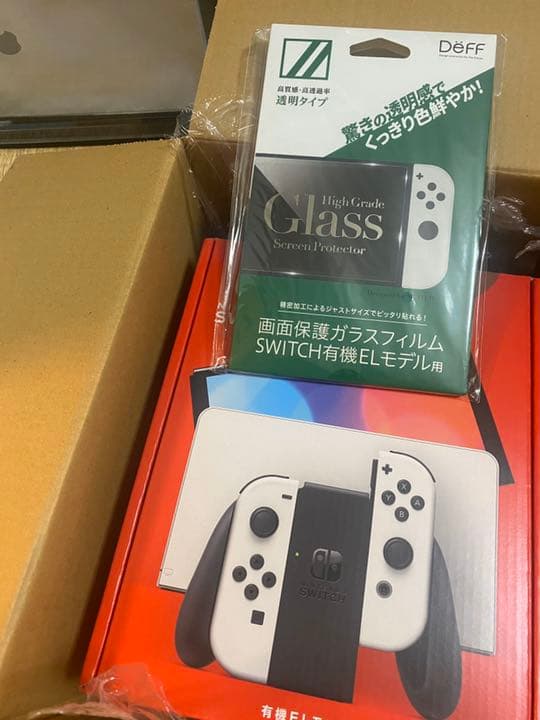 DëFF
高質感・高透過率
透明タイプ
驚きの透明感で
くっきり色鮮やか!
High Grade
Glass
Screen Protector
精密加工によるジャストサイズでピッタリ貼れる!
画面保護ガラスフィルム
SWITCH有機ELモデル用
X
Y
A
B
SWITCH
有機EL